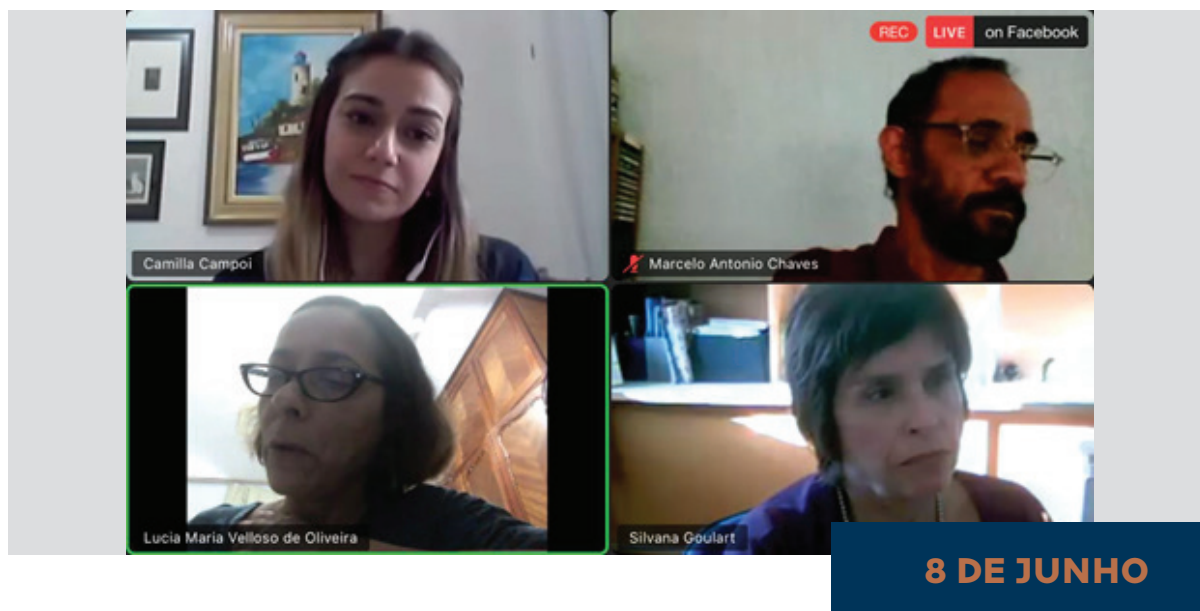 REC LIVE on Facebook
Camilla Campoi
Marcelo Antonio Chaves
Lucia Maria Velloso de Oliveira
Silvana Goulart
8 DE JUNHO